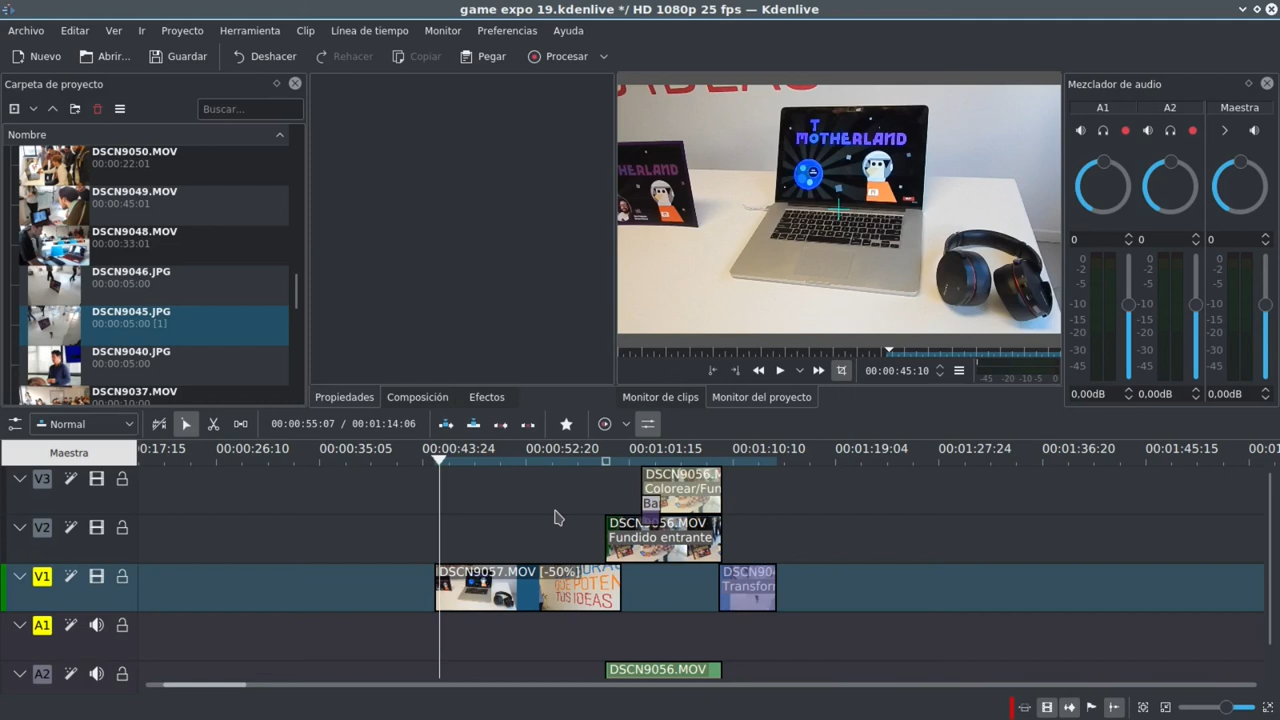 game expo 19.kdenlive */ HD 1080p 25 fps — Kdenlive
Archivo Editar Ver Ir Proyecto Herramienta Clip Línea de tiempo Monitor Preferencias Ayuda
Nuevo Abrir... Guardar Deshacer Rehacer Copiar Pegar Procesar
Carpeta de proyecto
Buscar...
Nombre
DSCN9050.MOV
00:00:22:01
DSCN9049.MOV
00:00:45:01
DSCN9048.MOV
00:00:33:01
DSCN9046.JPG
00:00:05:00
DSCN9045.JPG
00:00:05:00 [1]
DSCN9040.JPG
00:00:05:00
DSCN9037.MOV
00:00:10:00
Propiedades Composición Efectos
T
MOTHERLAND
HERLAND
00:00:45:10
-45 -20 -10 -5 0
Monitor de clips Monitor del proyecto
Mezclador de audio
A1 A2 Maestra
0 0 0
0 0 0
-2 -2 -2
-5 -5 -5
-10 -10 -10
-15 -15 -15
-20 -20 -20
-30 -30 -30
-45 -45 -45
0,00dB 0,00dB 0,00dB
Normal 00:00:55:07 / 00:01:14:06
Maestra
0:17:15 00:00:26:10 00:00:35:05 00:00:43:24 00:00:52:20 00:01:01:15 00:01:10:10 00:01:19:04 00:01:27:24 00:01:36:20 00:01:45:15 00:01
V3
DSCN9056.M
Colorear/Fun
Ba
V2
DSCN9056.MOV
Fundido entrante
V1
DSCN9057.MOV [-50%]
QUE POTEN
TUS IDEAS
DSCN90
Transfor
A1
A2
DSCN9056.MOV